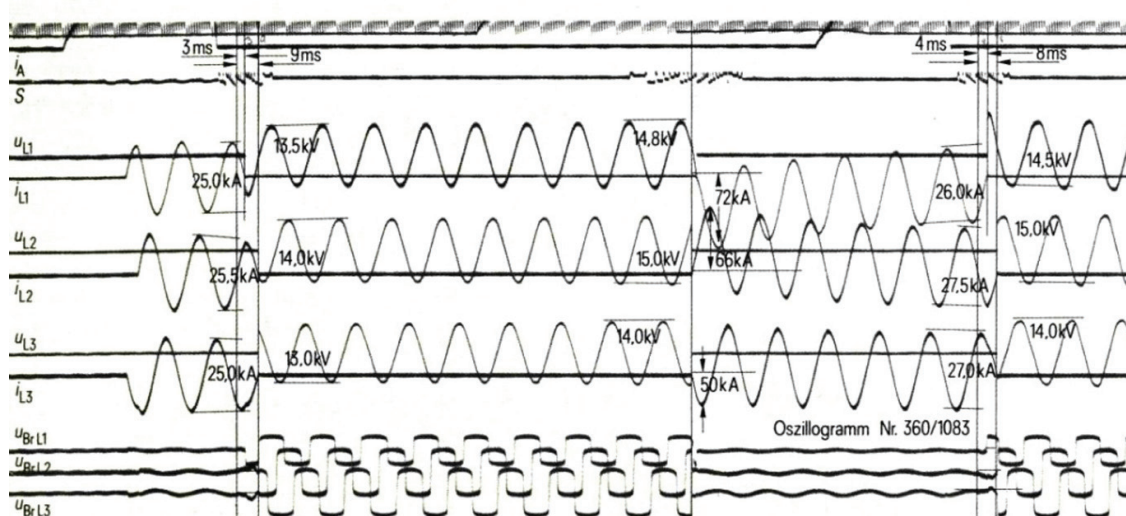 3ms
9ms
4ms
8ms
i_A
S
u_L1
13,5kV
14,8kV
14,5kV
25,0kA
26,0kA
i_L1
72kA
u_L2
14,0kV
15,0kV
15,0kV
66kA
25,5kA
27,5kA
i_L2
u_L3
13,0kV
14,0kV
14,0kV
25,0kA
27,0kA
i_L3
50kA
Oszillogramm Nr. 360/1083
u_Br L1
u_Br L2
u_Br L3